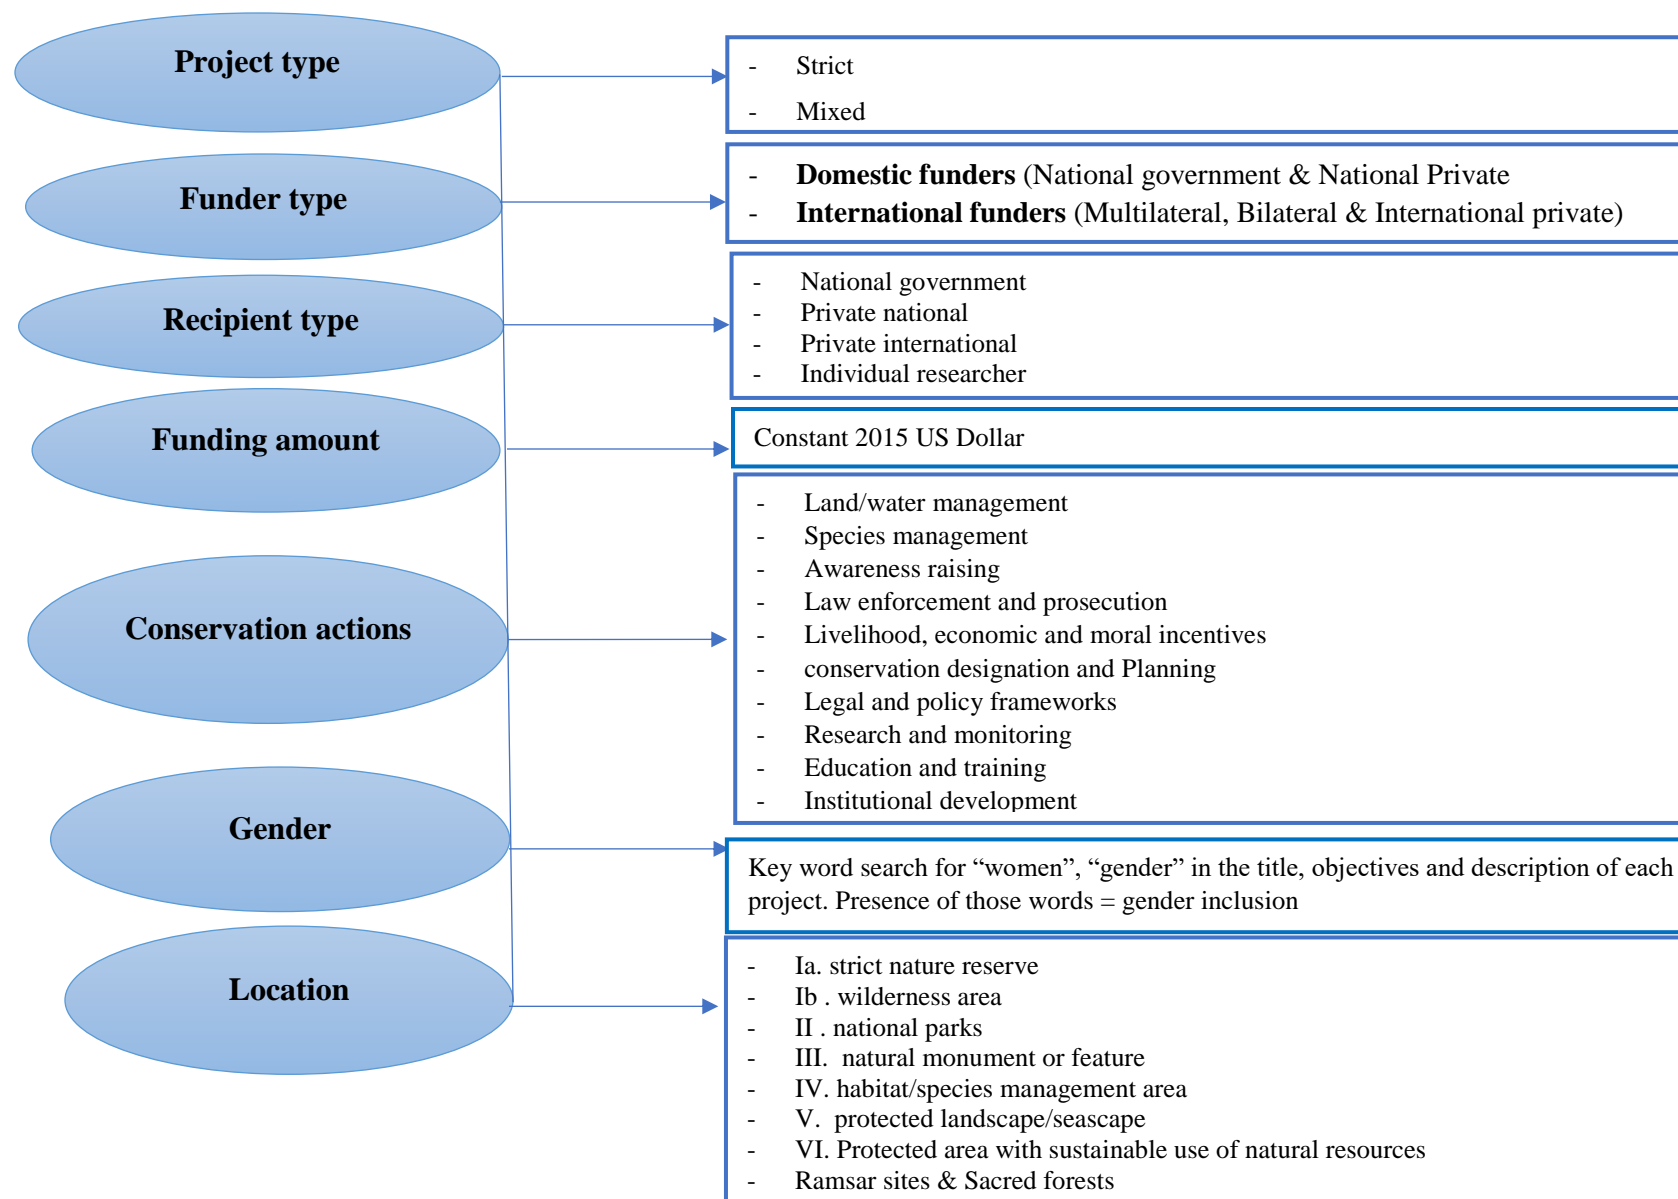 Project type
- Strict
- Mixed
Funder type
- Domestic funders (National government & National Private
- International funders (Multilateral, Bilateral & International private)
Recipient type
- National government
- Private national
- Private international
- Individual researcher
Funding amount
Constant 2015 US Dollar
Conservation actions
- Land/water management
- Species management
- Awareness raising
- Law enforcement and prosecution
- Livelihood, economic and moral incentives
- conservation designation and Planning
- Legal and policy frameworks
- Research and monitoring
- Education and training
- Institutional development
Gender
Key word search for “women”, “gender” in the title, objectives and description of each
project. Presence of those words = gender inclusion
Location
- Ia. strict nature reserve
- Ib . wilderness area
- II . national parks
- III. natural monument or feature
- IV. habitat/species management area
- V. protected landscape/seascape
- VI. Protected area with sustainable use of natural resources
- Ramsar sites & Sacred forests